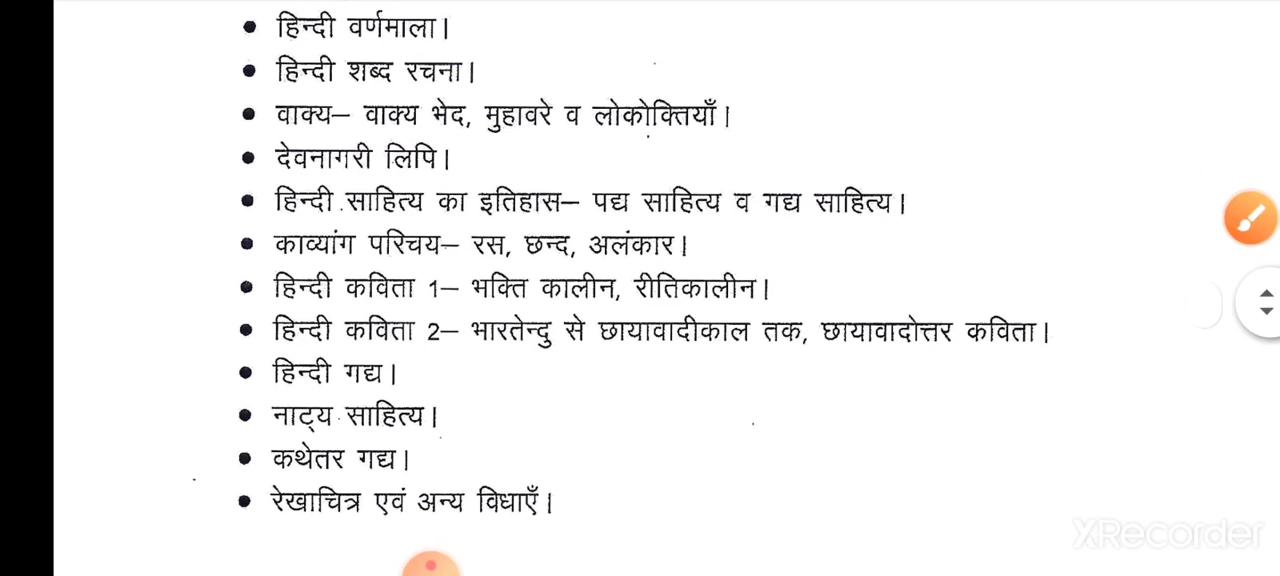 • हिन्दी वर्णमाला।
• हिन्दी शब्द रचना।
• वाक्य– वाक्य भेद, मुहावरे व लोकोक्तियाँ।
• देवनागरी लिपि।
• हिन्दी साहित्य का इतिहास– पद्य साहित्य व गद्य साहित्य।
• काव्यांग परिचय– रस, छन्द, अलंकार।
• हिन्दी कविता 1– भक्ति कालीन, रीतिकालीन।
• हिन्दी कविता 2– भारतेन्दु से छायावादीकाल तक, छायावादोत्तर कविता।
• हिन्दी गद्य।
• नाट्य साहित्य।
• कथेतर गद्य।
• रेखाचित्र एवं अन्य विधाएँ।
XRecorder